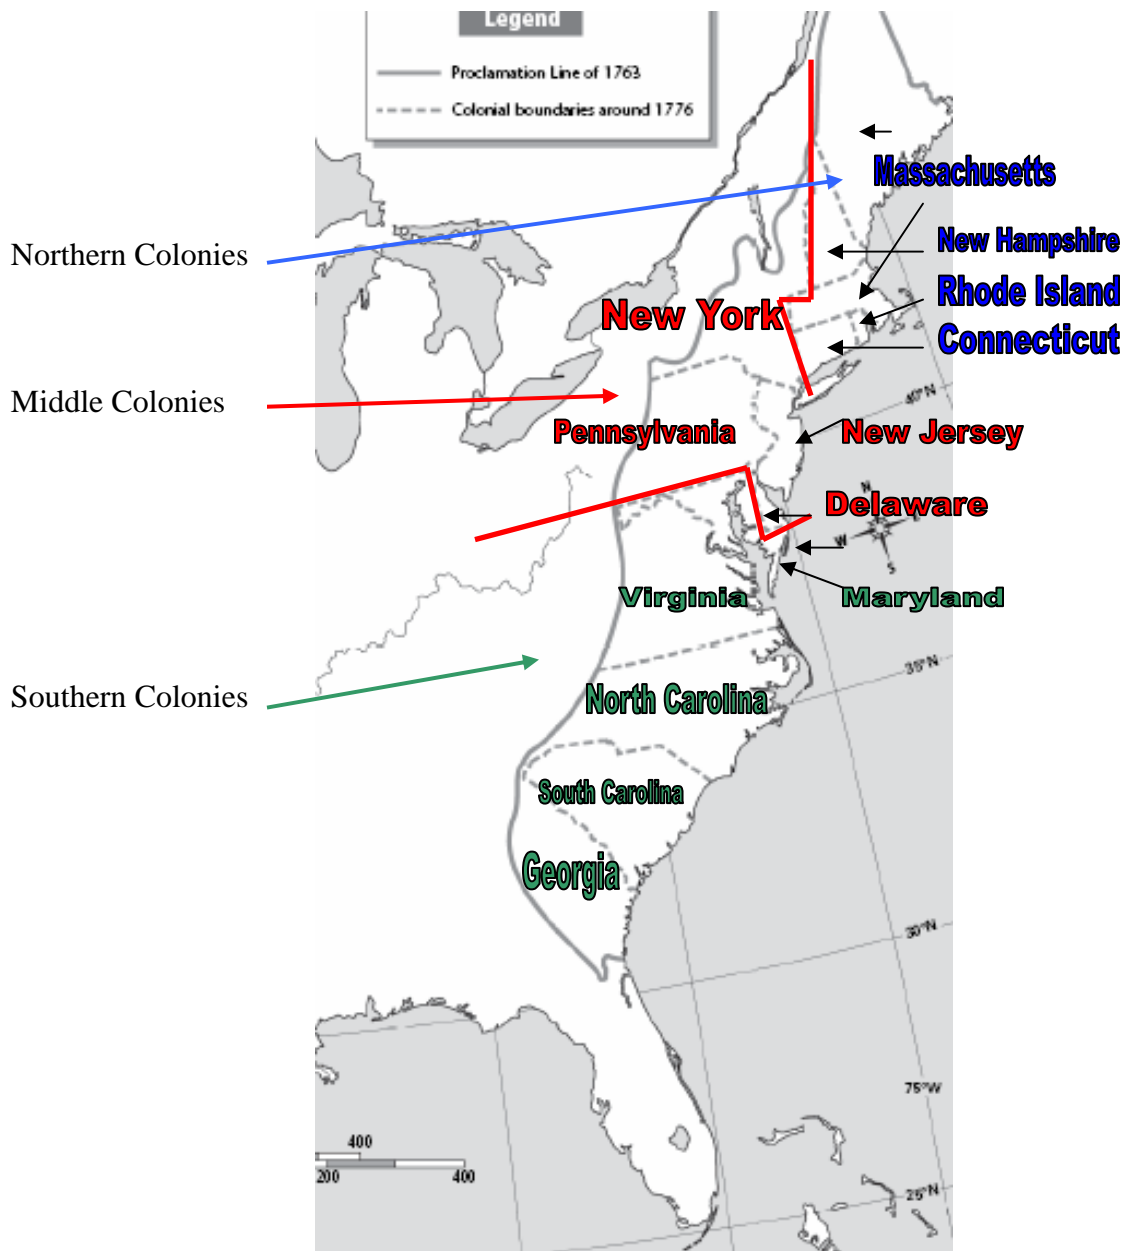 Legend
Proclamation Line of 1763
Colonial boundaries around 1776
Massachusetts
Northern Colonies
New Hampshire
Rhode Island
New York
Connecticut
Middle Colonies
40°N
Pennsylvania
New Jersey
N
Delaware
E
W
S
Virginia
Maryland
35°N
Southern Colonies
North Carolina
South Carolina
Georgia
30°N
75°W
400
200
400
25°N